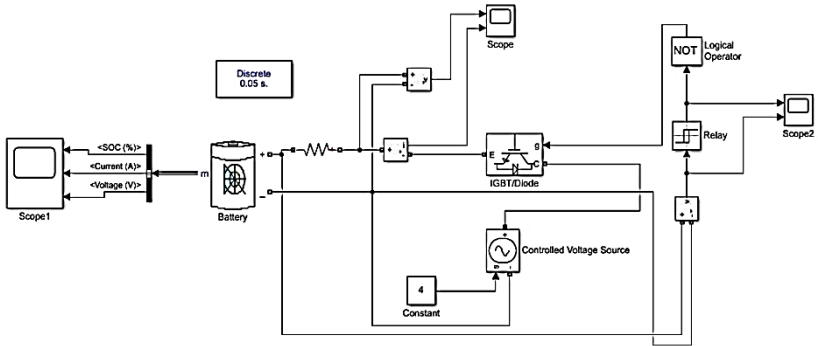 Scope
Discrete
0.05 s.
NOT
Logical
Operator
Relay
Scope2
<SOC (%)>
<Current (A)>
<Voltage (V)>
Scope1
m
+
−
Battery
+
-
v
+
-
i
E
g
C
IGBT/Diode
Controlled Voltage Source
4
Constant